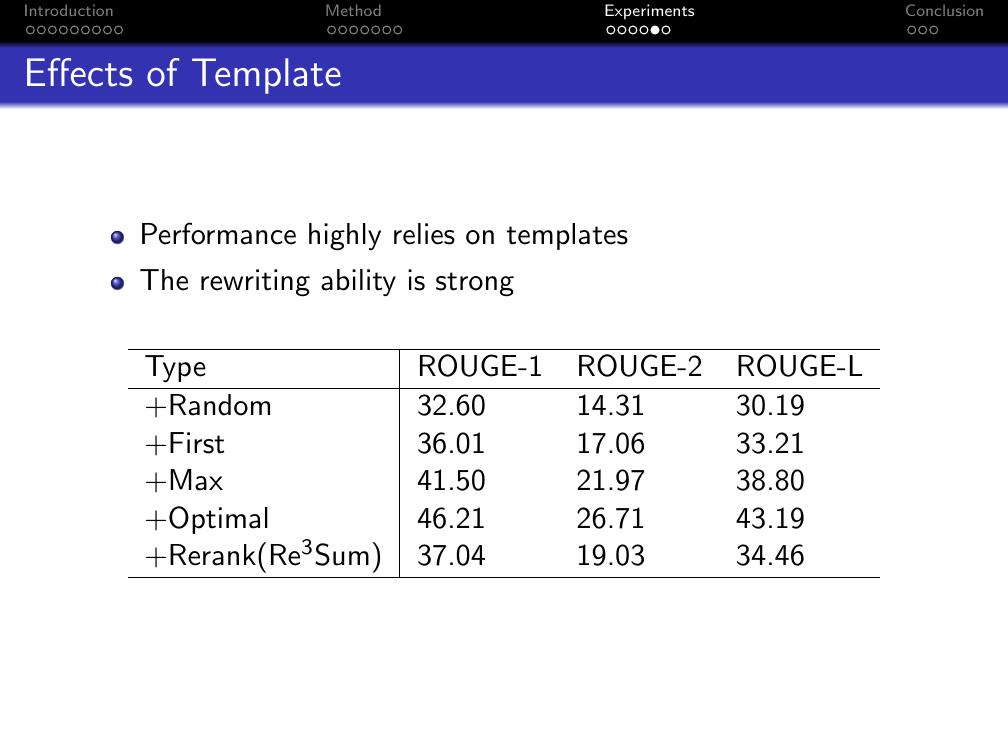 Introduction Method Experiments Conclusion
Effects of Template
Performance highly relies on templates
The rewriting ability is strong
Type ROUGE-1 ROUGE-2 ROUGE-L
+Random 32.60 14.31 30.19
+First 36.01 17.06 33.21
+Max 41.50 21.97 38.80
+Optimal 46.21 26.71 43.19
+Rerank(Re³Sum) 37.04 19.03 34.46